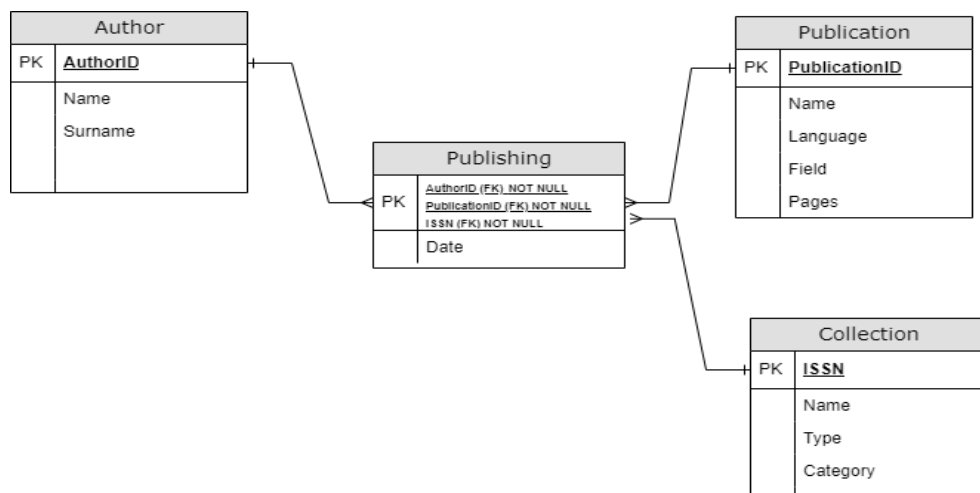 Author
PK AuthorID
Name
Surname
Publishing
PK
AuthorID (FK) NOT NULL
PublicationID (FK) NOT NULL
ISSN (FK) NOT NULL
Date
Publication
PK PublicationID
Name
Language
Field
Pages
Collection
PK ISSN
Name
Type
Category